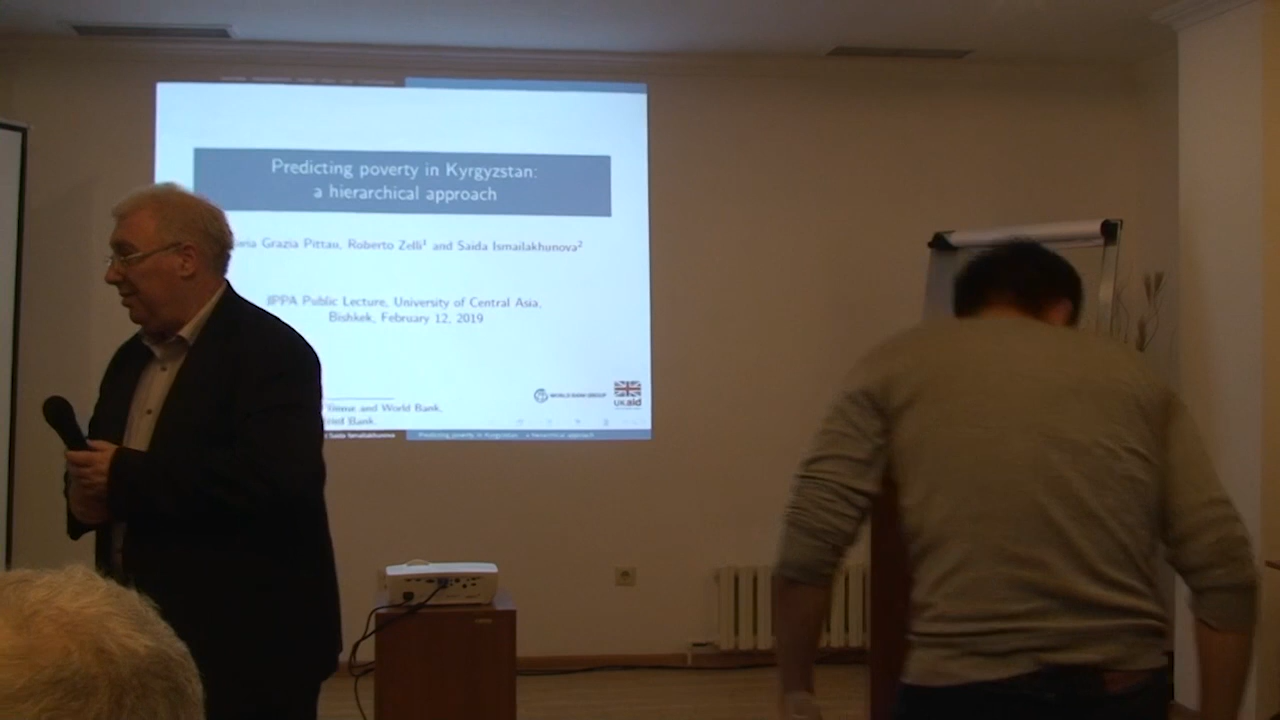 Predicting poverty in Kyrgyzstan:
a hierarchical approach
Grazia Pittau, Roberto Zelli¹ and Saida Ismailakhunova²
IPPA Public Lecture, University of Central Asia,
Bishkek, February 12, 2019
WORLD BANK GROUP
UKaid
and World Bank.
Bank.
Saida Ismailakhunova
Predicting poverty in Kyrgyzstan: a hierarchical approach